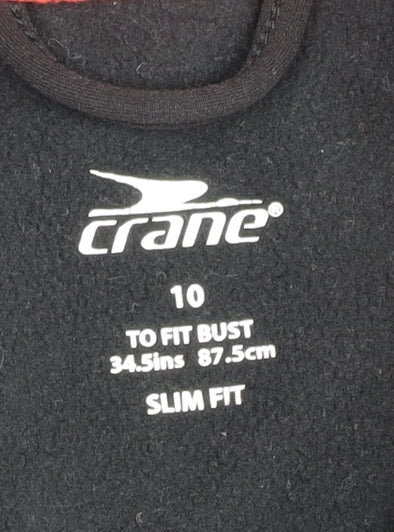 crane®
10
TO FIT BUST
34.5ins 87.5cm
SLIM FIT